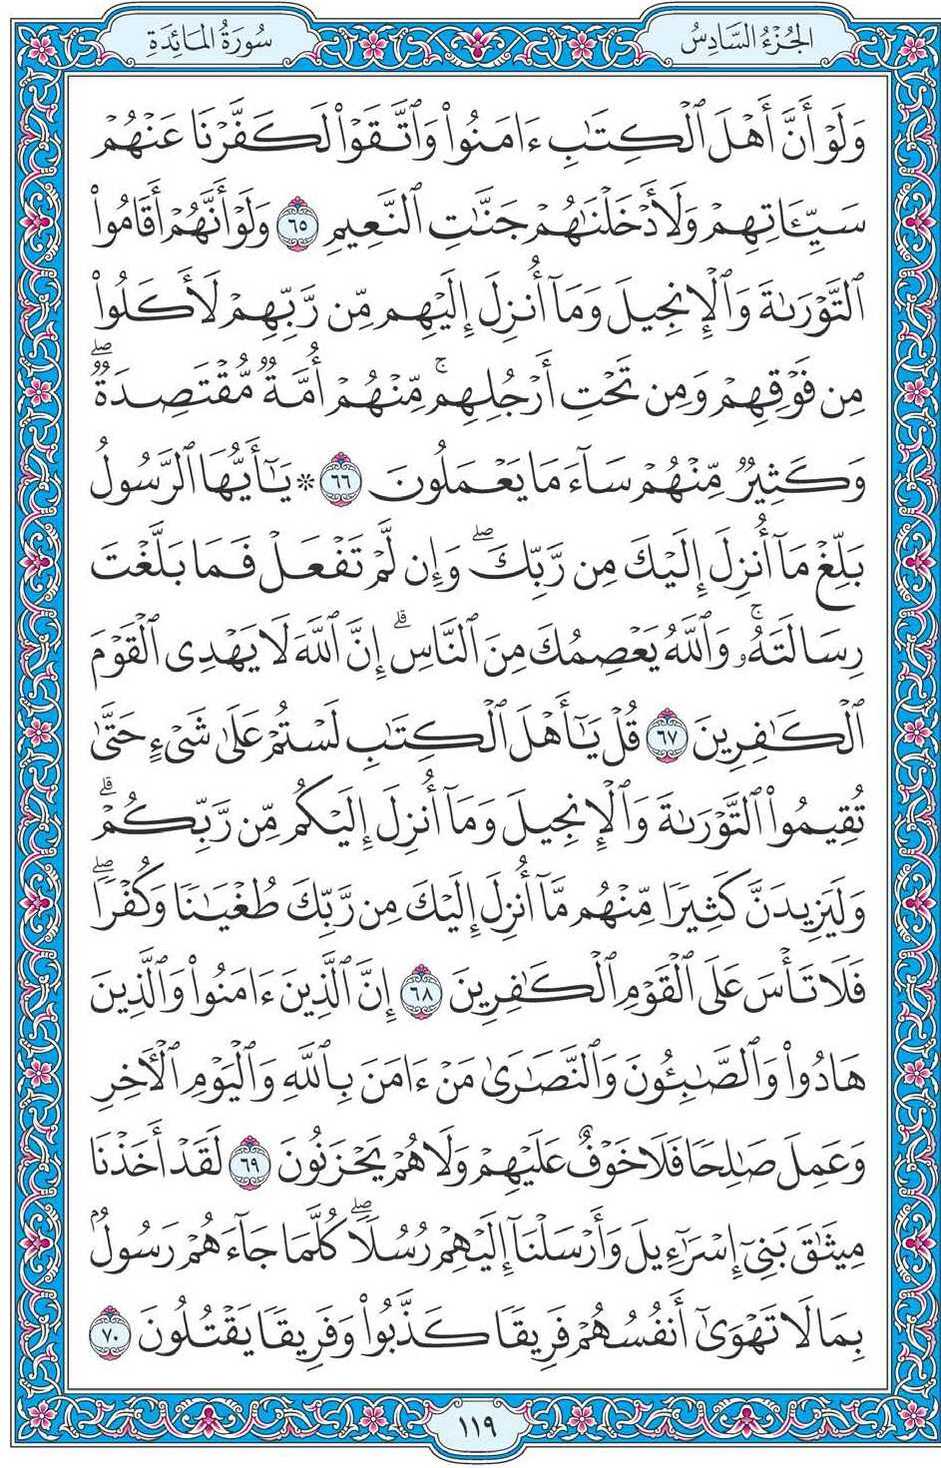 الجُزْءُ السَّادِسُ
سُورَةُ المَائِدَةِ
وَلَوْ أَنَّ أَهْلَ ٱلْكِتَٰبِ ءَامَنُوا۟ وَٱتَّقَوْا۟ لَكَفَّرْنَا عَنْهُمْ
سَيِّـَٔاتِهِمْ وَلَأَدْخَلْنَٰهُمْ جَنَّٰتِ ٱلنَّعِيمِ ٦٥ وَلَوْ أَنَّهُمْ أَقَامُوا۟
ٱلتَّوْرَىٰةَ وَٱلْإِنجِيلَ وَمَآ أُنزِلَ إِلَيْهِم مِّن رَّبِّهِمْ لَأَكَلُوا۟
مِن فَوْقِهِمْ وَمِن تَحْتِ أَرْجُلِهِم ۚ مِّنْهُمْ أُمَّةٌ مُّقْتَصِدَةٌ ۖ
وَكَثِيرٌ مِّنْهُمْ سَآءَ مَا يَعْمَلُونَ ٦٦ ۞ يَٰٓأَيُّهَا ٱلرَّسُولُ
بَلِّغْ مَآ أُنزِلَ إِلَيْكَ مِن رَّبِّكَ ۖ وَإِن لَّمْ تَفْعَلْ فَمَا بَلَّغْتَ
رِسَالَتَهُۥ ۚ وَٱللَّهُ يَعْصِمُكَ مِنَ ٱلنَّاسِ ۗ إِنَّ ٱللَّهَ لَا يَهْدِى ٱلْقَوْمَ
ٱلْكَٰفِرِينَ ٦٧ قُلْ يَٰٓأَهْلَ ٱلْكِتَٰبِ لَسْتُمْ عَلَىٰ شَىْءٍ حَتَّىٰ
تُقِيمُوا۟ ٱلتَّوْرَىٰةَ وَٱلْإِنجِيلَ وَمَآ أُنزِلَ إِلَيْكُم مِّن رَّبِّكُمْ ۗ
وَلَيَزِيدَنَّ كَثِيرًا مِّنْهُم مَّآ أُنزِلَ إِلَيْكَ مِن رَّبِّكَ طُغْيَٰنًا وَكُفْرًا ۖ
فَلَا تَأْسَ عَلَى ٱلْقَوْمِ ٱلْكَٰفِرِينَ ٦٨ إِنَّ ٱلَّذِينَ ءَامَنُوا۟ وَٱلَّذِينَ
هَادُوا۟ وَٱلصَّٰبِـُٔونَ وَٱلنَّصَٰرَىٰ مَنْ ءَامَنَ بِٱللَّهِ وَٱلْيَوْمِ ٱلْـَٔاخِرِ
وَعَمِلَ صَٰلِحًا فَلَا خَوْفٌ عَلَيْهِمْ وَلَا هُمْ يَحْزَنُونَ ٦٩ لَقَدْ أَخَذْنَا
مِيثَٰقَ بَنِىٓ إِسْرَٰٓءِيلَ وَأَرْسَلْنَآ إِلَيْهِمْ رُسُلًا ۖ كُلَّمَا جَآءَهُمْ رَسُولٌۢ
بِمَا لَا تَهْوَىٰٓ أَنفُسُهُمْ فَرِيقًا كَذَّبُوا۟ وَفَرِيقًا يَقْتُلُونَ ٧٠
١١٩